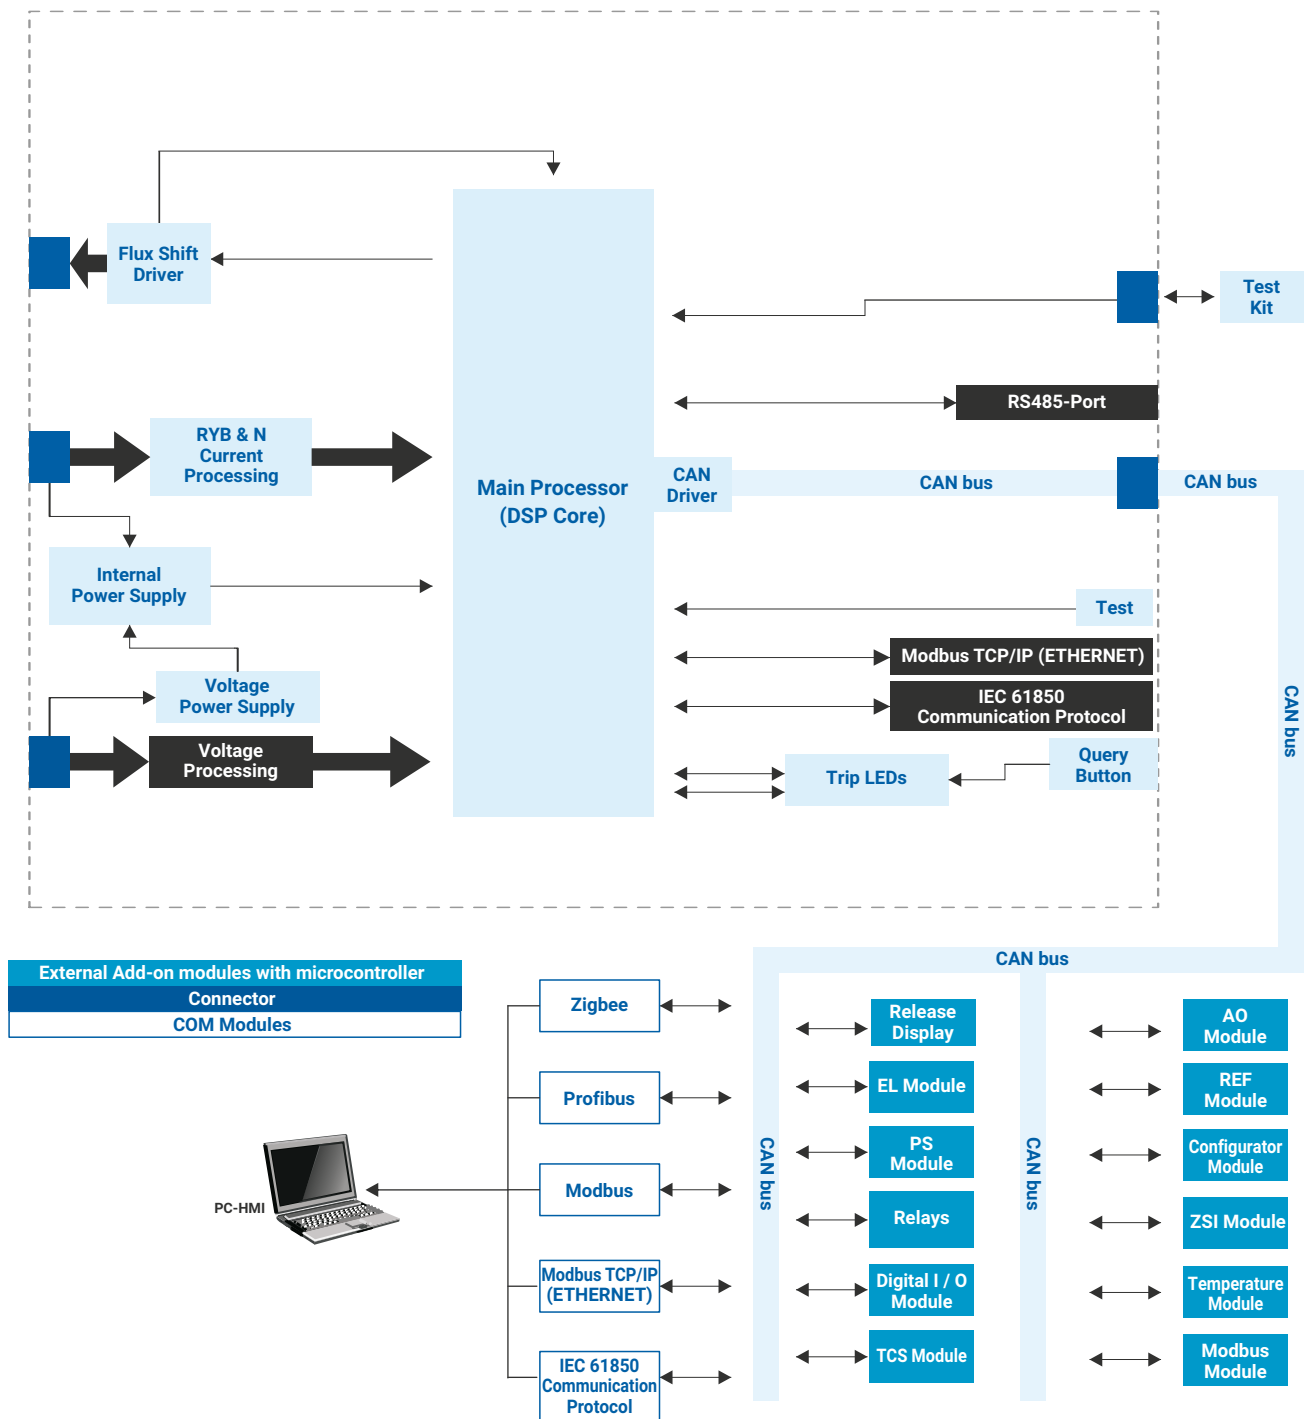 Flux Shift
Driver
Test
Kit
RS485-Port
RYB & N
Current
Processing
Main Processor
(DSP Core)
CAN
Driver
CAN bus
CAN bus
Internal
Power Supply
Test
Modbus TCP/IP (ETHERNET)
Voltage
Power Supply
IEC 61850
Communication Protocol
CAN bus
Voltage
Processing
Trip LEDs
Query
Button
CAN bus
External Add-on modules with microcontroller
Connector
COM Modules
Zigbee
Profibus
Modbus
Modbus TCP/IP
(ETHERNET)
IEC 61850
Communication
Protocol
PC-HMI
CAN bus
Release
Display
EL Module
PS
Module
Relays
Digital I / O
Module
TCS Module
CAN bus
AO
Module
REF
Module
Configurator
Module
ZSI Module
Temperature
Module
Modbus
Module